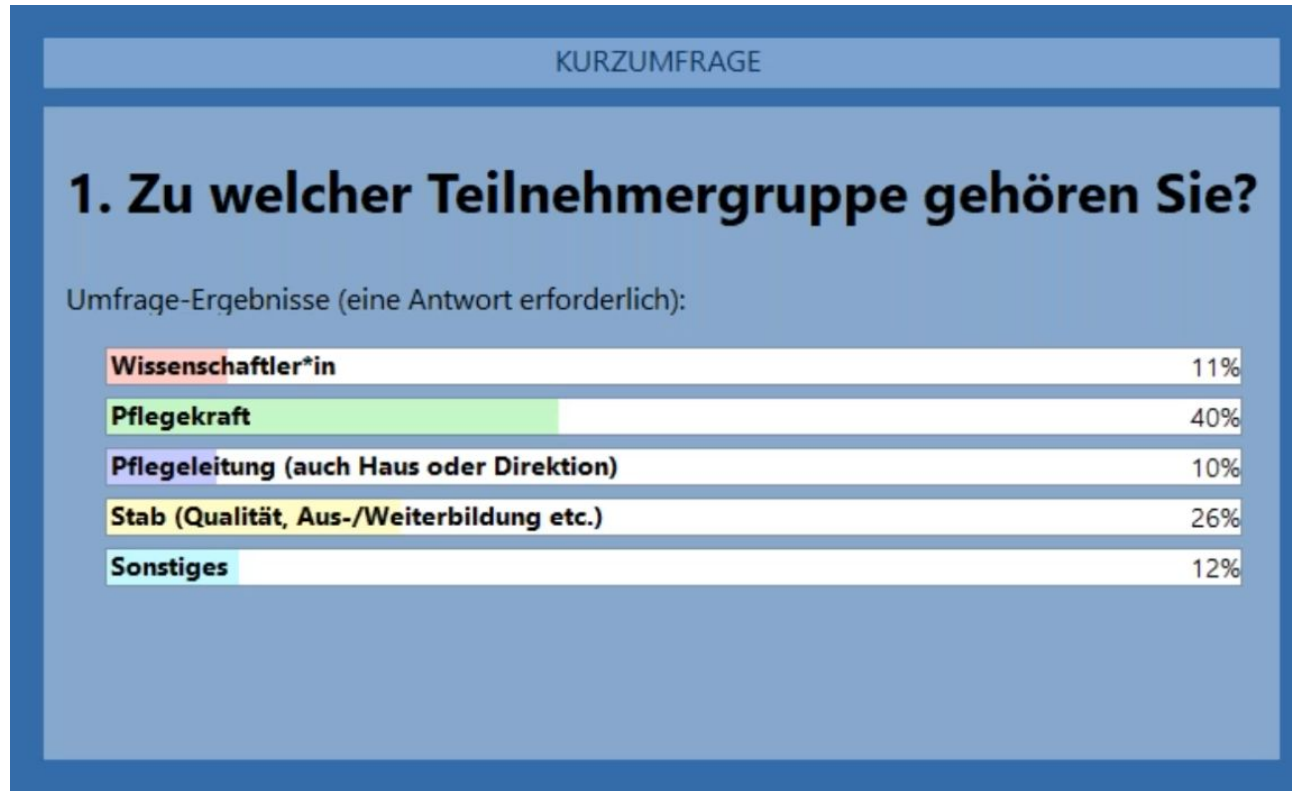 KURZUMFRAGE
1. Zu welcher Teilnehmergruppe gehören Sie?
Umfrage-Ergebnisse (eine Antwort erforderlich):
Wissenschaftler*in 11%
Pflegekraft 40%
Pflegeleitung (auch Haus oder Direktion) 10%
Stab (Qualität, Aus-/Weiterbildung etc.) 26%
Sonstiges 12%